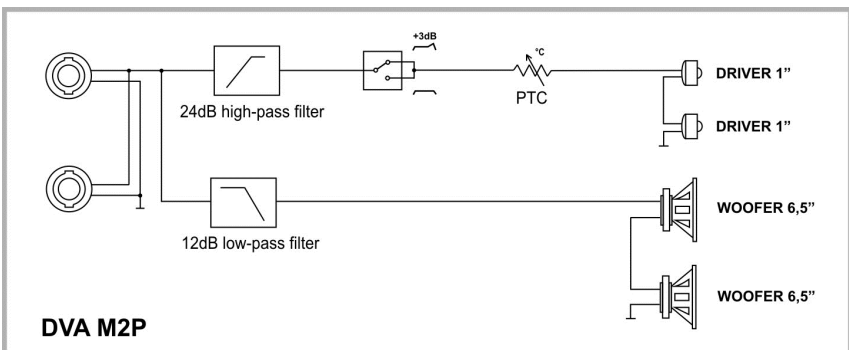 +3dB
°C
DRIVER 1”
24dB high-pass filter
PTC
DRIVER 1”
WOOFER 6,5”
12dB low-pass filter
WOOFER 6,5”
DVA M2P